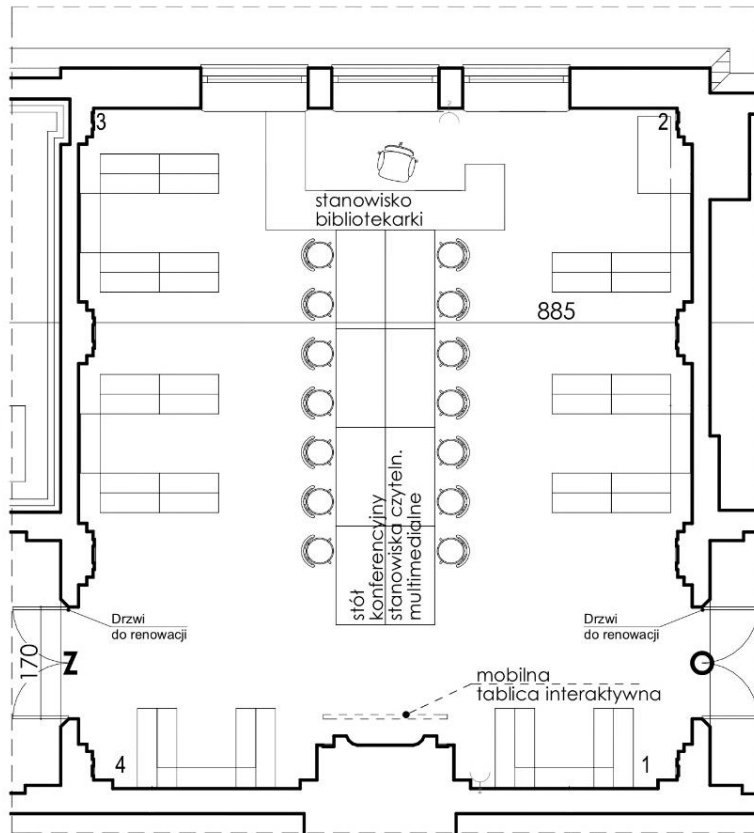 3
2
stanowisko
bibliotekarki
885
stół
konferencyjny
stanowiska czyteln.
multimedialne
Drzwi
do renowacji
Drzwi
do renowacji
170
Z
O
mobilna
tablica interaktywna
4
1